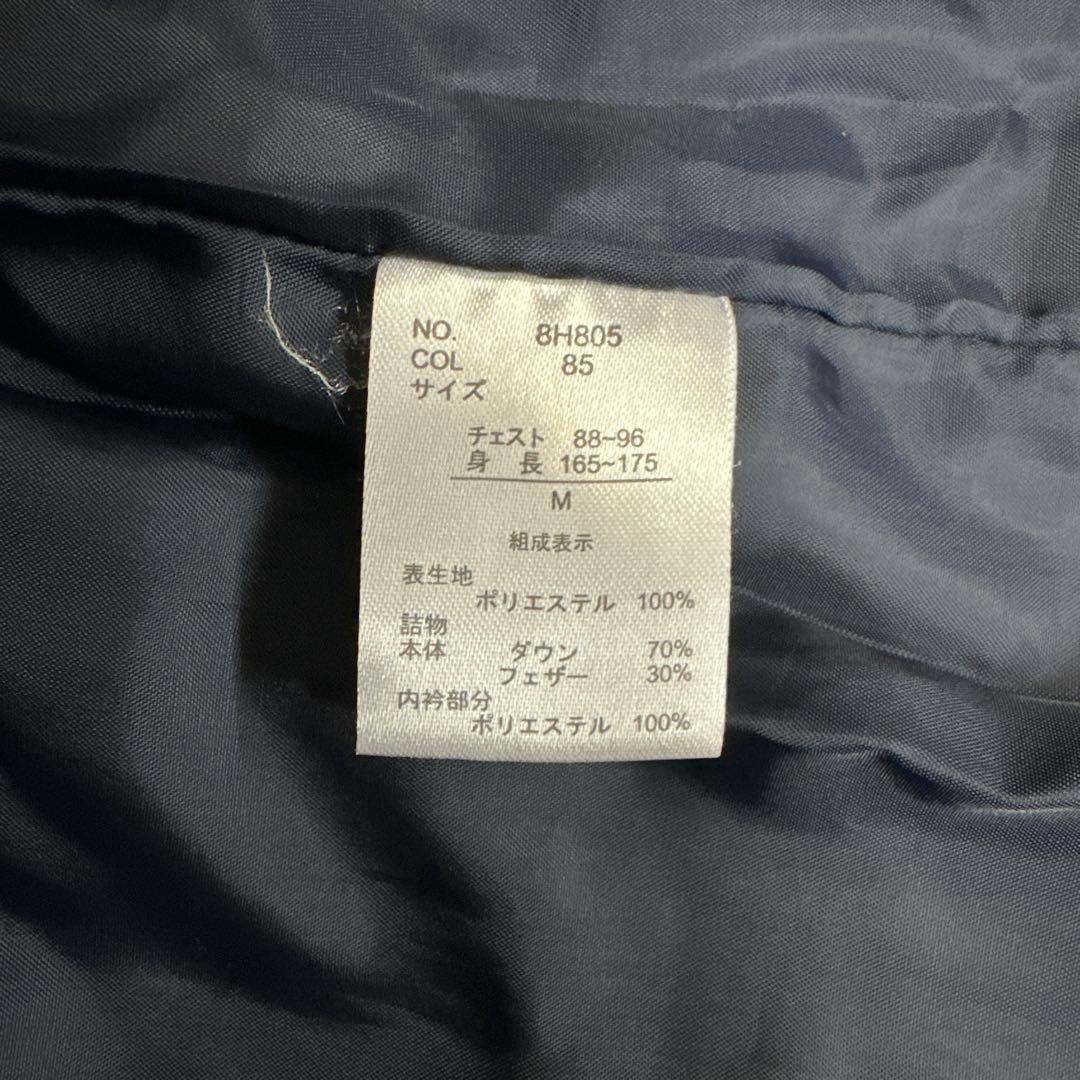 NO. 8H805
COL 85
サイズ
チェスト 88~96
身 長 165~175
M
組成表示
表生地
ポリエステル 100%
詰物
本体 ダウン 70%
フェザー 30%
内衿部分
ポリエステル 100%